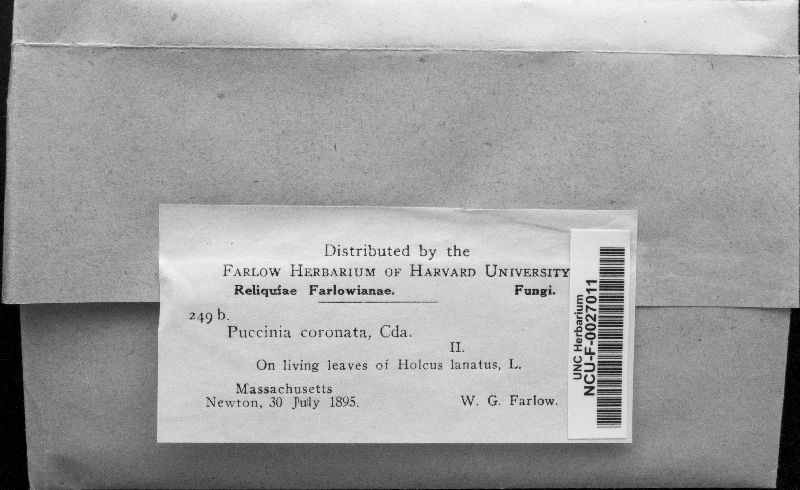 Distributed by the
FARLOW HERBARIUM OF HARVARD UNIVERSITY
Reliquiae Farlowianae. Fungi.
249 b.
Puccinia coronata, Cda.
II.
On living leaves of Holcus lanatus, L.
Massachusetts
Newton, 30 July 1895. W. G. Farlow.
UNC Herbarium
NCU-F-0027011